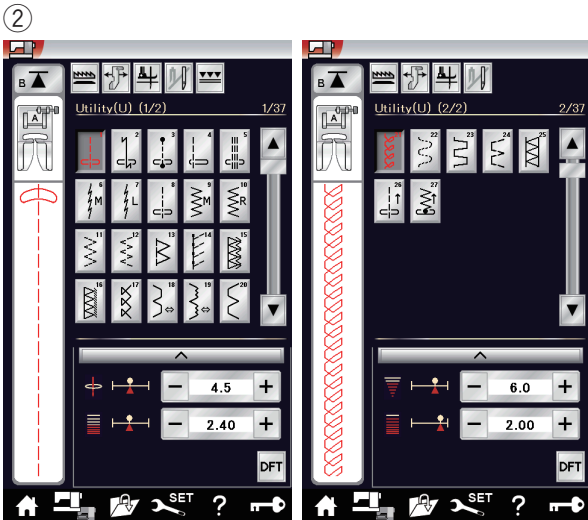 ②
B
B
A
A
Utility(U) (1/2) 1/37
Utility(U) (2/2) 2/37
2 3 4 5
22 23 24 25
6 M 7 L 8 9 M 10 R
26 27
11 12 13 14 15
16 17 18 19 20
− 4.5 +
− 6.0 +
− 2.40 +
− 2.00 +
DFT
DFT
SET ?
SET ?